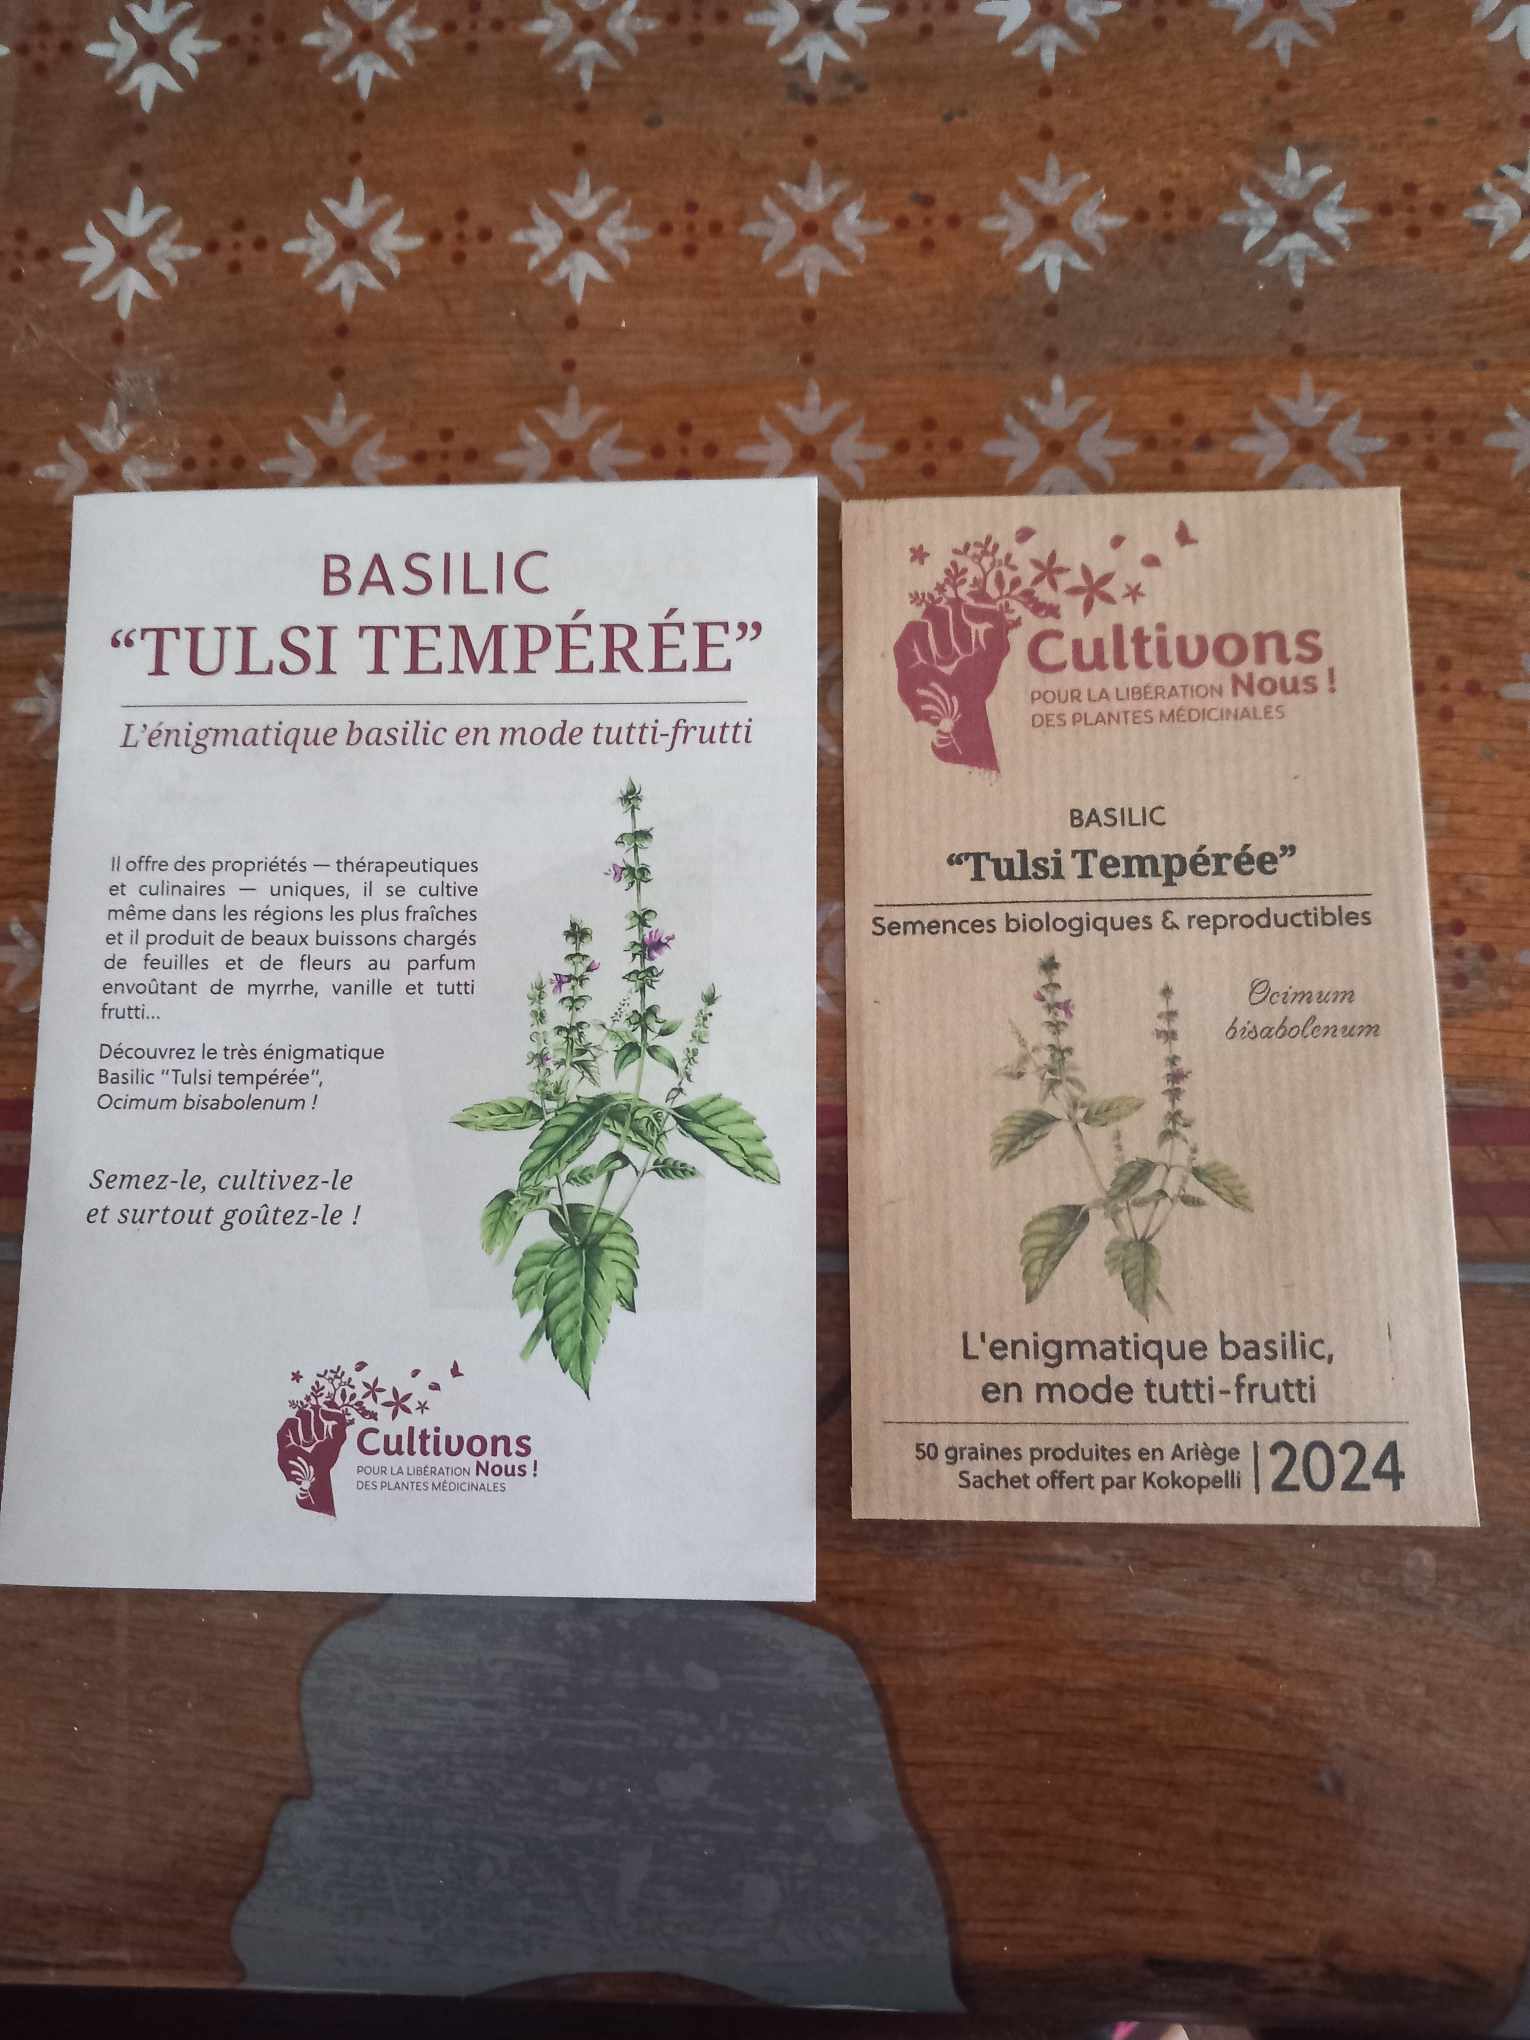 BASILIC
“TULSI TEMPÉRÉE”
L’énigmatique basilic en mode tutti-frutti
Il offre des propriétés — thérapeutiques
et culinaires — uniques, il se cultive
même dans les régions les plus fraîches
et il produit de beaux buissons chargés
de feuilles et de fleurs au parfum
envoûtant de myrrhe, vanille et tutti
frutti...
Découvrez le très énigmatique
Basilic “Tulsi tempérée”,
Ocimum bisabolenum !
Semez-le, cultivez-le
et surtout goûtez-le !
Cultivons
POUR LA LIBÉRATION Nous !
DES PLANTES MÉDICINALES
Cultivons
POUR LA LIBÉRATION Nous !
DES PLANTES MÉDICINALES
BASILIC
“Tulsi Tempérée”
Semences biologiques & reproductibles
Ocimum
bisabolenum
L'enigmatique basilic,
en mode tutti-frutti
50 graines produites en Ariège
Sachet offert par Kokopelli
2024